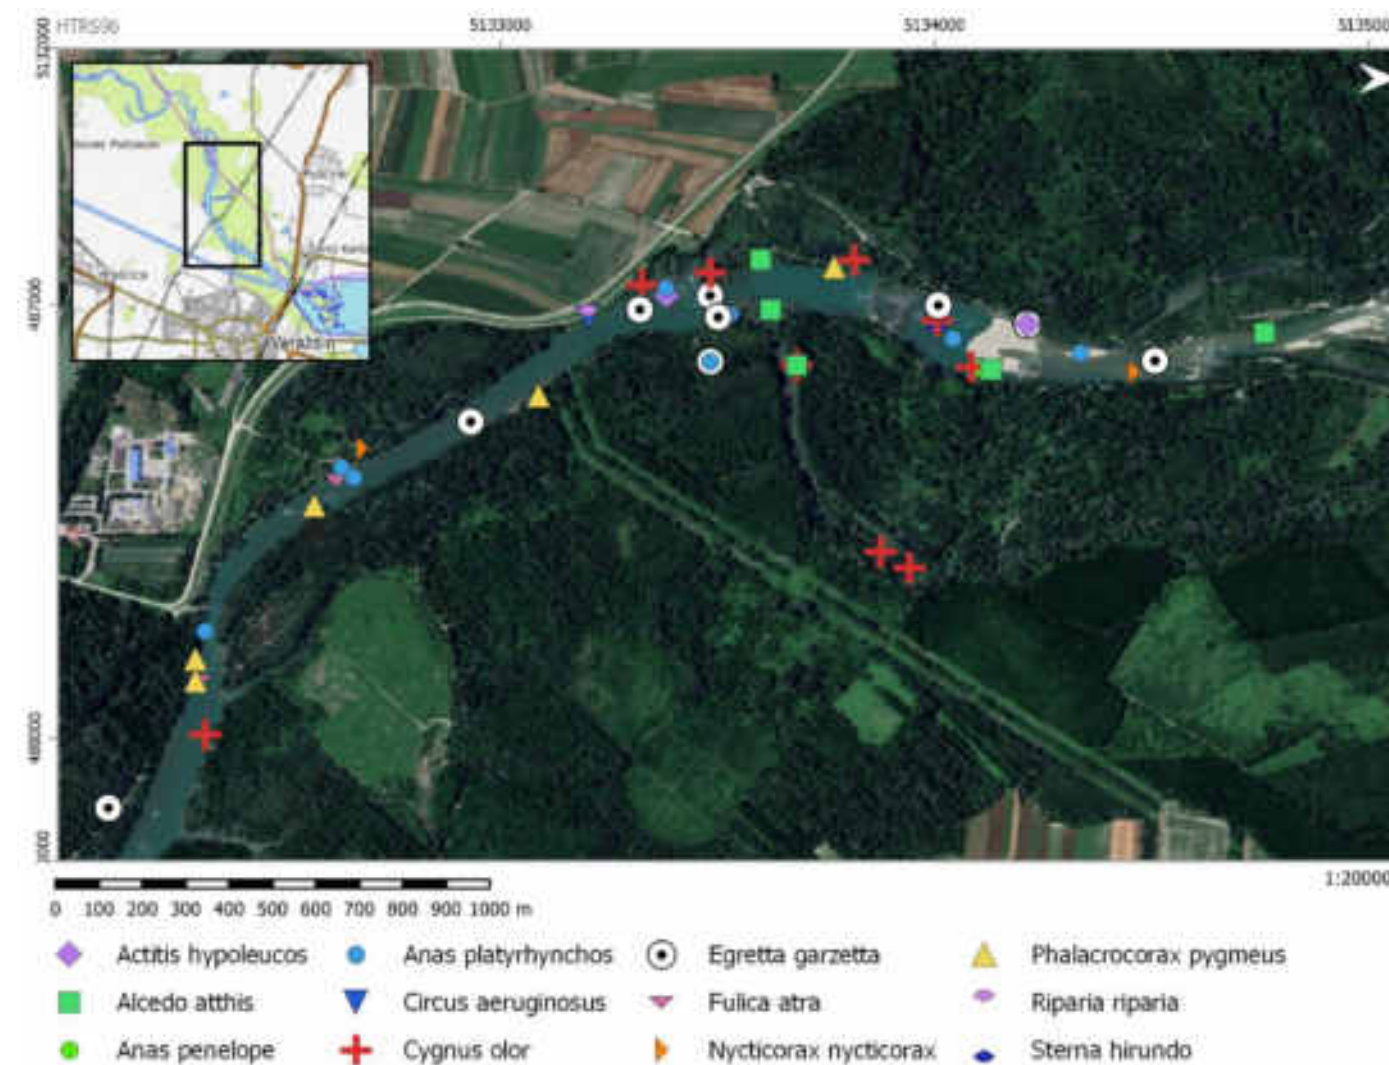 HTRS96
5133000 5134000 513500
5132000
487000
488000
Varaždin
1:20000
0 100 200 300 400 500 600 700 800 900 1000 m
Actitis hypoleucos Anas platyrhynchos Egretta garzetta Phalacrocorax pygmeus
Alcedo atthis Circus aeruginosus Fulica atra Riparia riparia
Anas penelope Cygnus olor Nycticorax nycticorax Sterna hirundo